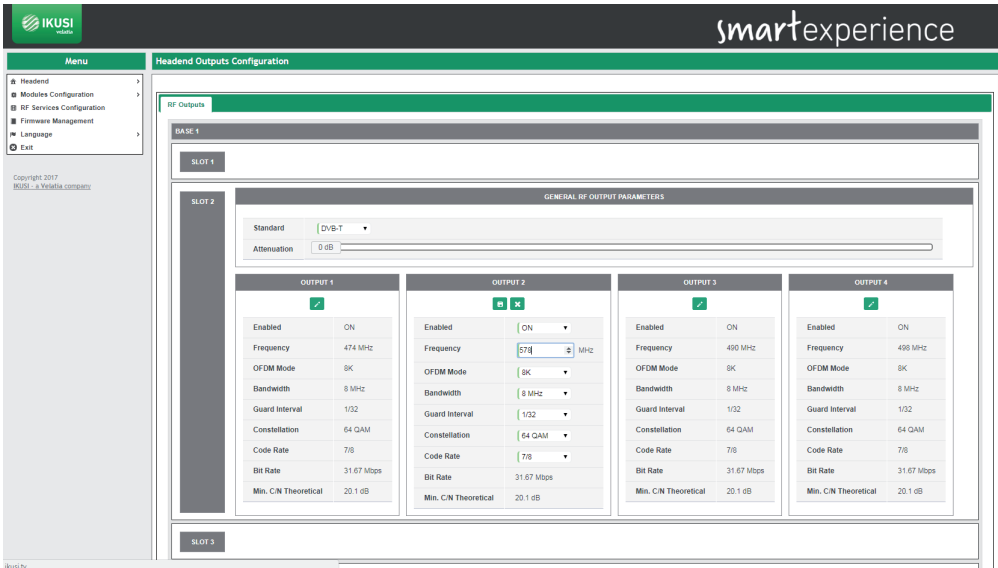 IKUSI
velatia
smartexperience
Menu
Headend
Modules Configuration
RF Services Configuration
Firmware Management
Language
Exit
Copyright 2017
IKUSI - a Velatia company
Headend Outputs Configuration
RF Outputs
BASE 1
SLOT 1
SLOT 2
GENERAL RF OUTPUT PARAMETERS
Standard DVB-T
Attenuation 0 dB
OUTPUT 1
Enabled ON
Frequency 474 MHz
OFDM Mode 8K
Bandwidth 8 MHz
Guard Interval 1/32
Constellation 64 QAM
Code Rate 7/8
Bit Rate 31.67 Mbps
Min. C/N Theoretical 20.1 dB
OUTPUT 2
Enabled ON
Frequency 578 MHz
OFDM Mode 8K
Bandwidth 8 MHz
Guard Interval 1/32
Constellation 64 QAM
Code Rate 7/8
Bit Rate 31.67 Mbps
Min. C/N Theoretical 20.1 dB
OUTPUT 3
Enabled ON
Frequency 490 MHz
OFDM Mode 8K
Bandwidth 8 MHz
Guard Interval 1/32
Constellation 64 QAM
Code Rate 7/8
Bit Rate 31.67 Mbps
Min. C/N Theoretical 20.1 dB
OUTPUT 4
Enabled ON
Frequency 498 MHz
OFDM Mode 8K
Bandwidth 8 MHz
Guard Interval 1/32
Constellation 64 QAM
Code Rate 7/8
Bit Rate 31.67 Mbps
Min. C/N Theoretical 20.1 dB
SLOT 3